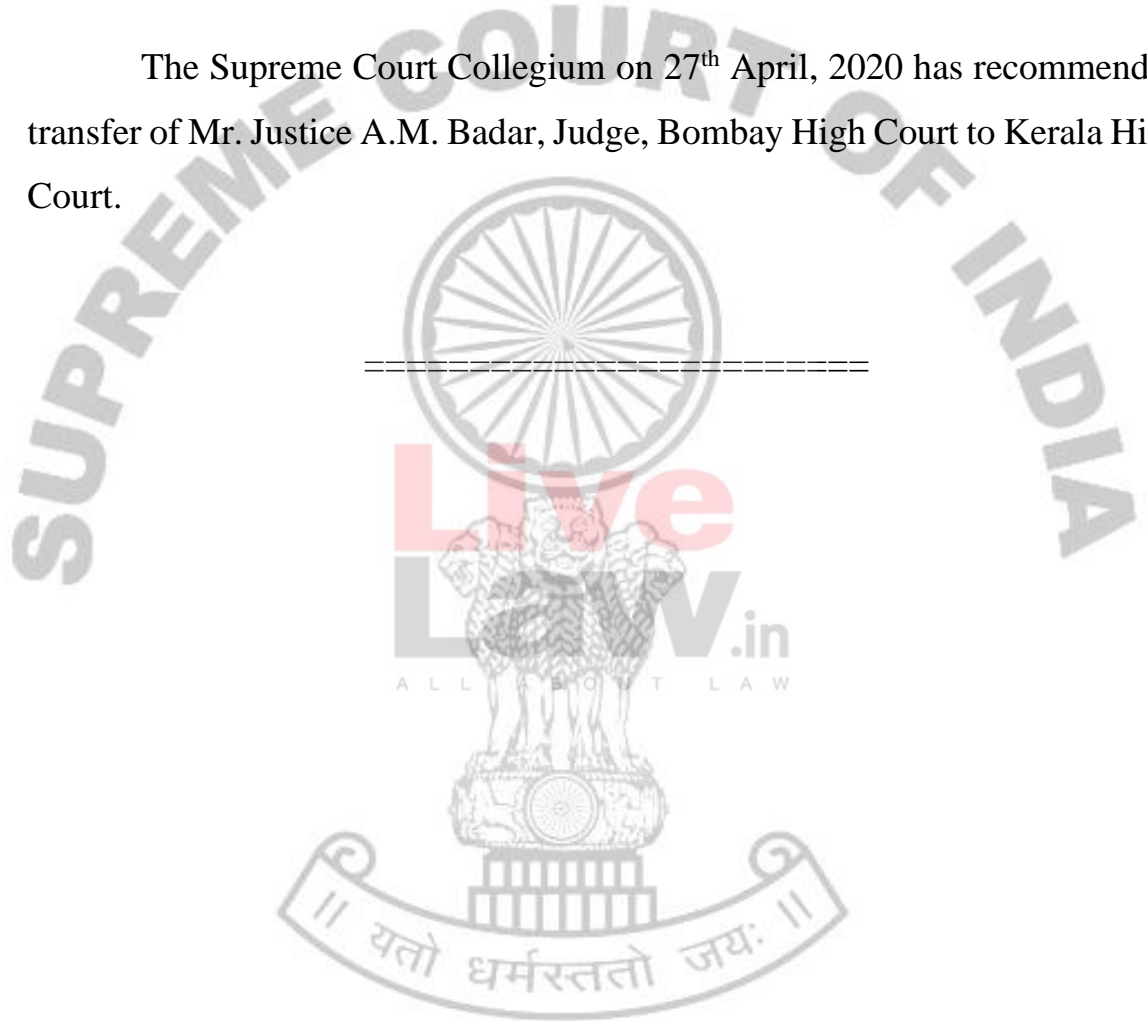 The Supreme Court Collegium on 27th April, 2020 has recommend
transfer of Mr. Justice A.M. Badar, Judge, Bombay High Court to Kerala Hi
Court.
========================
SUPREME COURT OF INDIA
Live
Law.in
ALL ABOUT LAW
॥ यतो धर्मस्ततो जयः ॥